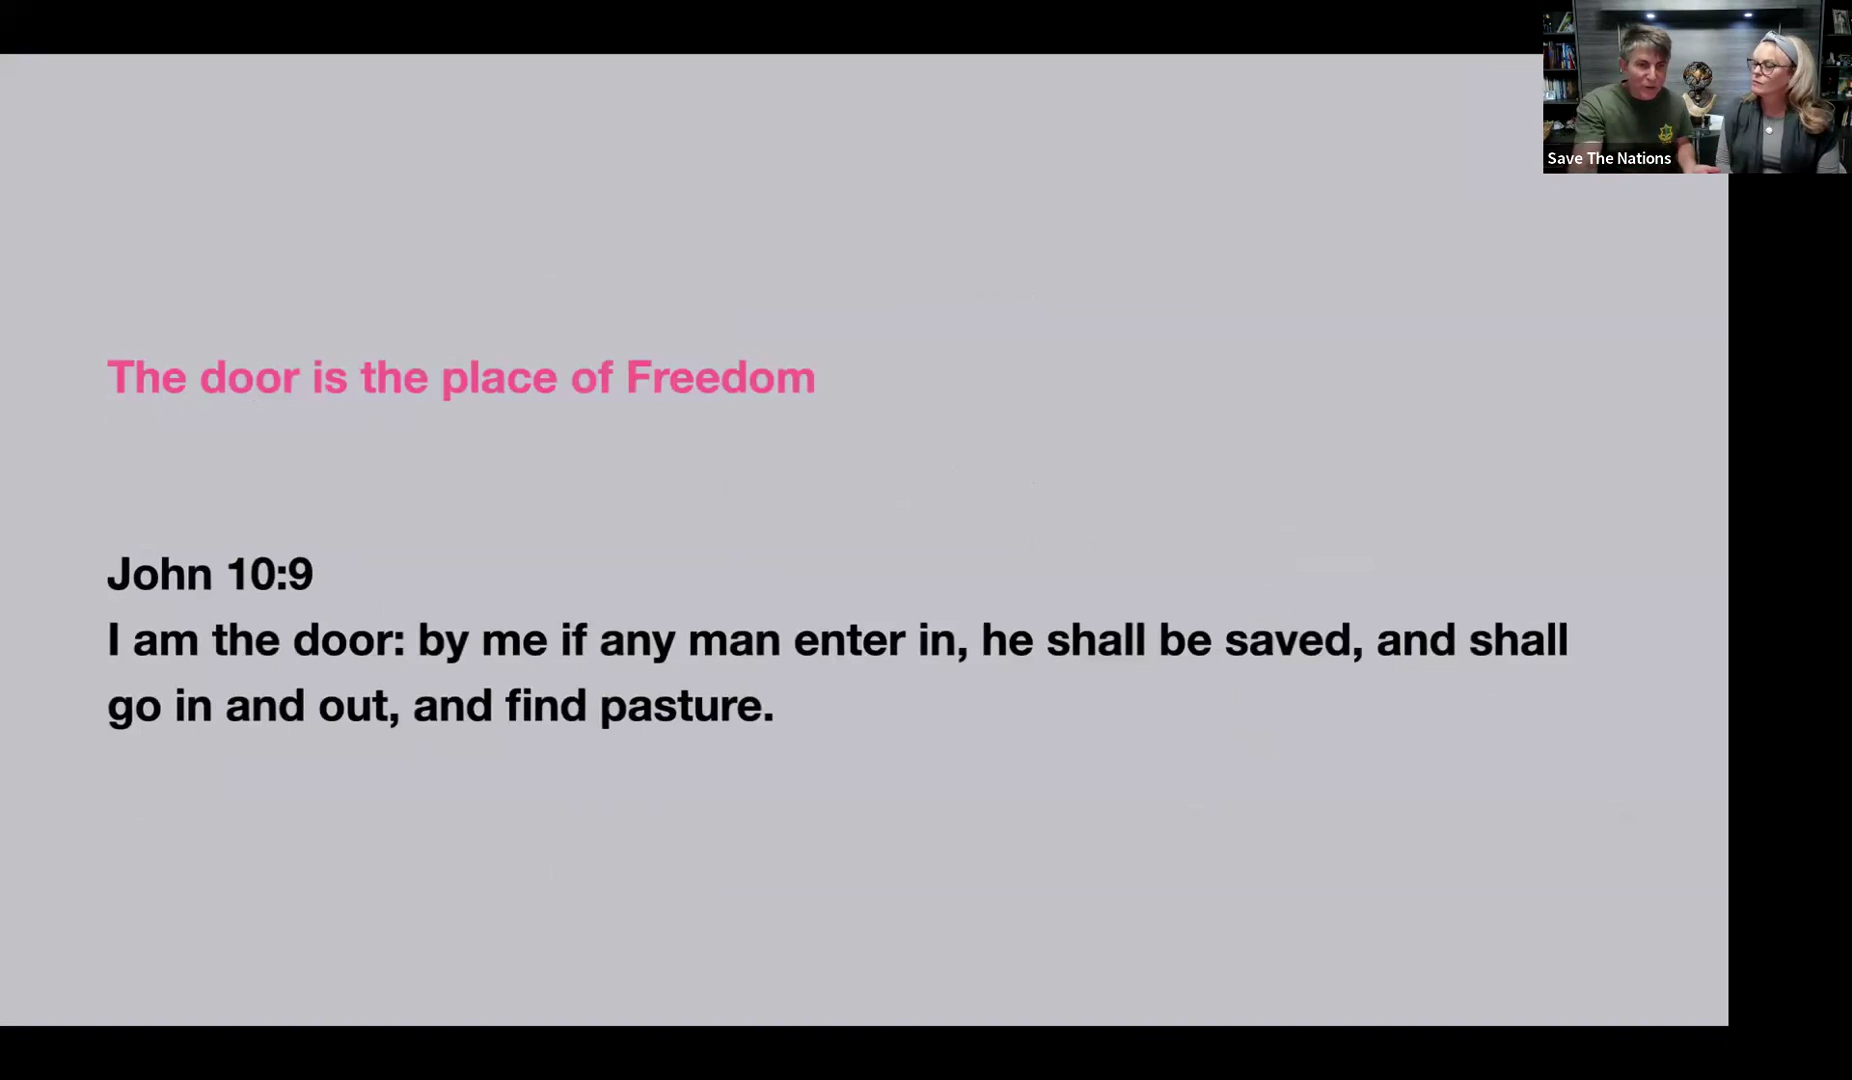 Save The Nations
The door is the place of Freedom
John 10:9
I am the door: by me if any man enter in, he shall be saved, and shall
go in and out, and find pasture.